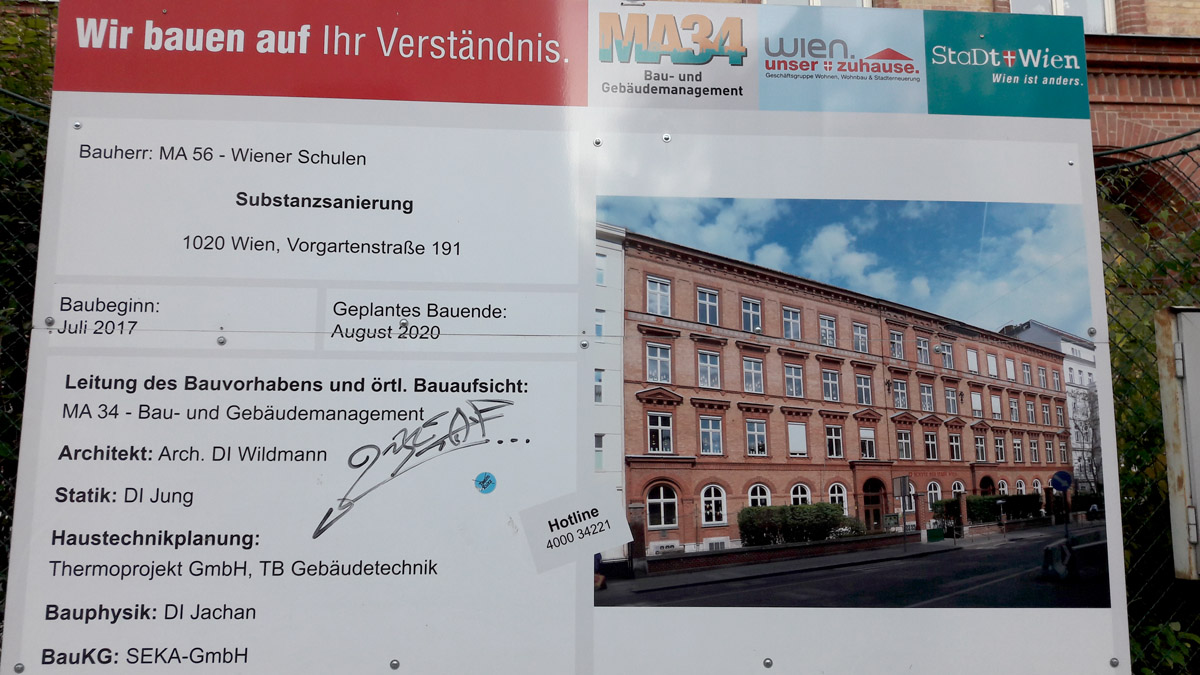 Wir bauen auf Ihr Verständnis.
MA34
Bau- und
Gebäudemanagement
wien.
unser zuhause.
Geschäftsgruppe Wohnen, Wohnbau & Stadterneuerung
StaDt Wien
Wien ist anders.
Bauherr: MA 56 - Wiener Schulen
Substanzsanierung
1020 Wien, Vorgartenstraße 191
Baubeginn:
Juli 2017
Geplantes Bauende:
August 2020
Leitung des Bauvorhabens und örtl. Bauaufsicht:
MA 34 - Bau- und Gebäudemanagement
Architekt: Arch. DI Wildmann
Statik: DI Jung
Haustechnikplanung:
Thermoprojekt GmbH, TB Gebäudetechnik
Bauphysik: DI Jachan
BauKG: SEKA-GmbH
Hotline
4000 34221